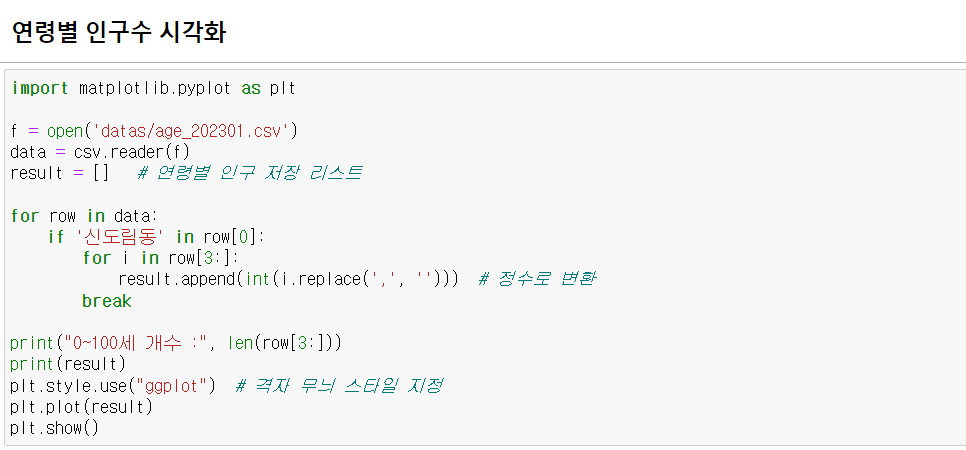 연령별 인구수 시각화
import matplotlib.pyplot as plt
f = open('datas/age_202301.csv')
data = csv.reader(f)
result = []   # 연령별 인구 저장 리스트
for row in data:
    if '신도림동' in row[0]:
        for i in row[3:]:
            result.append(int(i.replace(',', '')))  # 정수로 변환
        break
print("0~100세 개수 :", len(row[3:]))
print(result)
plt.style.use("ggplot")  # 격자 무늬 스타일 지정
plt.plot(result)
plt.show()